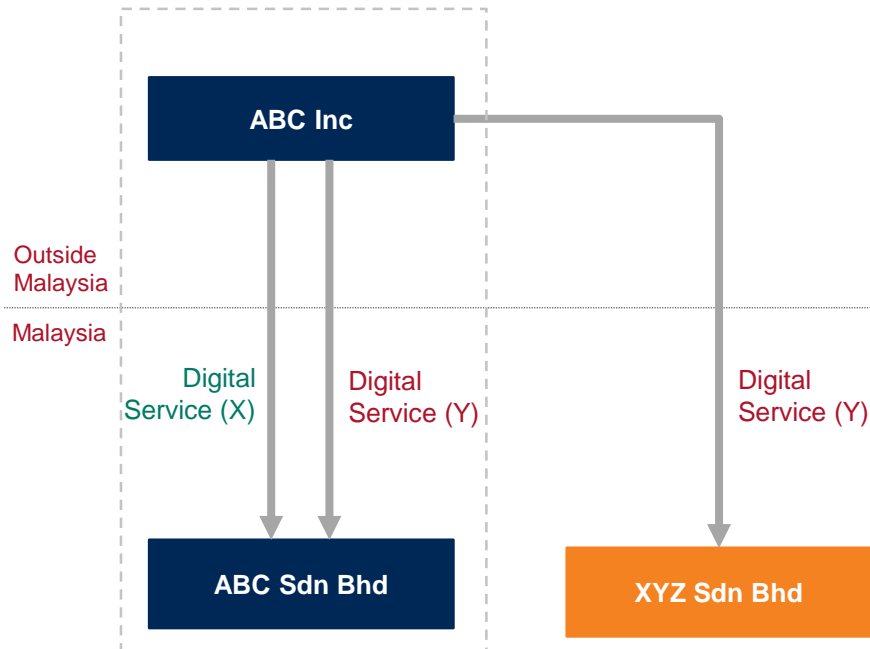 ABC Inc
Outside
Malaysia
Malaysia
Digital
Service (X)
Digital
Service (Y)
Digital
Service (Y)
ABC Sdn Bhd
XYZ Sdn Bhd